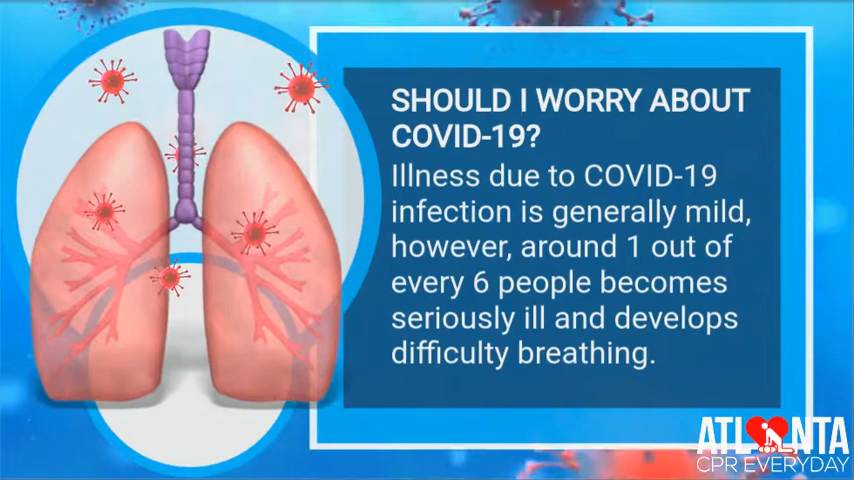 SHOULD I WORRY ABOUT
COVID-19?
Illness due to COVID-19
infection is generally mild,
however, around 1 out of
every 6 people becomes
seriously ill and develops
difficulty breathing.
ATLANTA
CPR EVERYDAY